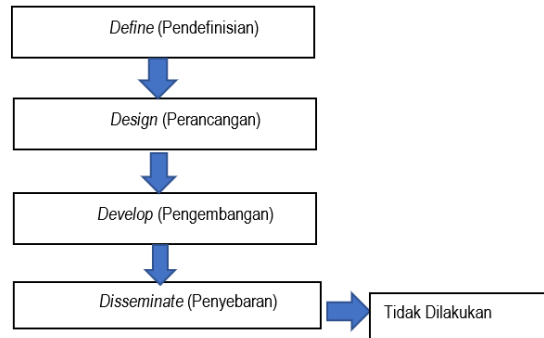 Define (Pendefinisian)
Design (Perancangan)
Develop (Pengembangan)
Disseminate (Penyebaran)
Tidak Dilakukan